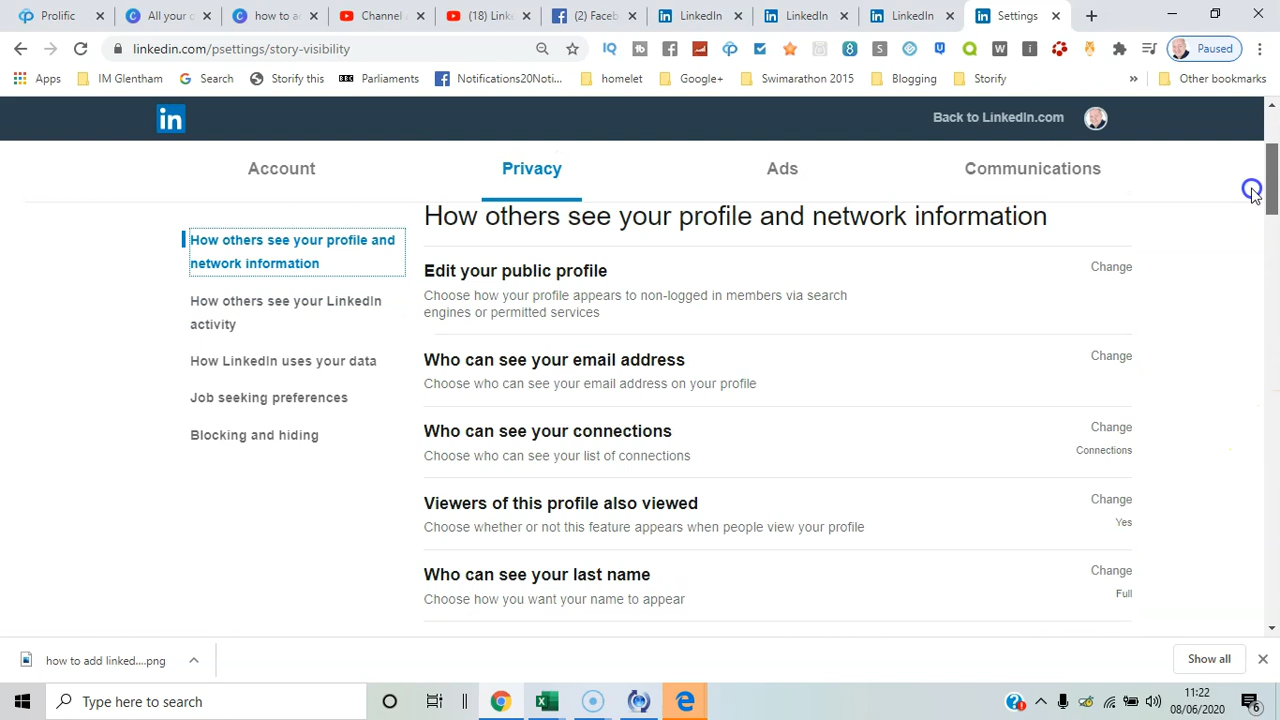 Prolific
All your c
how to a
Channel
(18) Link
(2) Faceb
LinkedIn
LinkedIn
LinkedIn
Settings
linkedin.com/psettings/story-visibility
Paused
Apps
IM Glentham
Search
Storify this
Parliaments
Notifications20Noti...
homelet
Google+
Swimarathon 2015
Blogging
Storify
»
Other bookmarks
in
Back to LinkedIn.com
Account
Privacy
Ads
Communications
How others see your profile and
network information
How others see your LinkedIn
activity
How LinkedIn uses your data
Job seeking preferences
Blocking and hiding
How others see your profile and network information
Edit your public profile
Change
Choose how your profile appears to non-logged in members via search
engines or permitted services
Who can see your email address
Change
Choose who can see your email address on your profile
Who can see your connections
Change
Choose who can see your list of connections
Connections
Viewers of this profile also viewed
Change
Choose whether or not this feature appears when people view your profile
Yes
Who can see your last name
Change
Choose how you want your name to appear
Full
how to add linked....png
Show all
Type here to search
11:22
08/06/2020
6